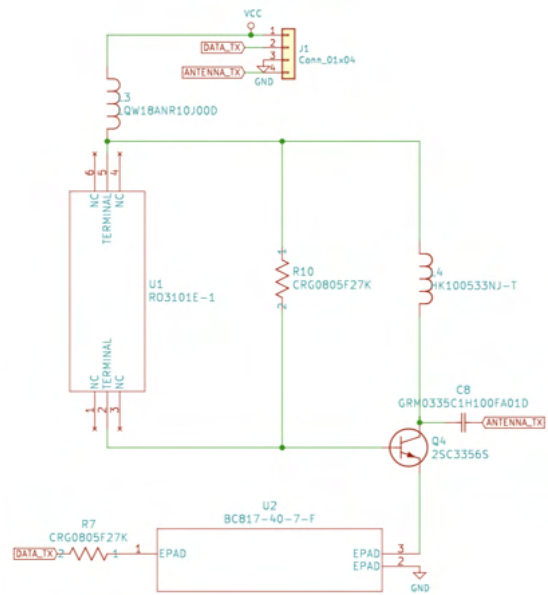 VCC
1
DATA_TX
2
J1
Conn_01x04
3
ANTENNA_TX
4
GND
L3
LQW18ANR10J00D
6
5
4
NC
TERMINAL
NC
U1
RO3101E-1
1
R10
CRG0805F27K
2
L4
HK100533NJ-T
NC
TERMINAL
NC
1
2
3
C8
GRM0335C1H100FA01D
ANTENNA_TX
Q4
2SC3356S
U2
BC817-40-7-F
R7
CRG0805F27K
DATA_TX
2
1
1
EPAD
EPAD
3
EPAD
2
GND